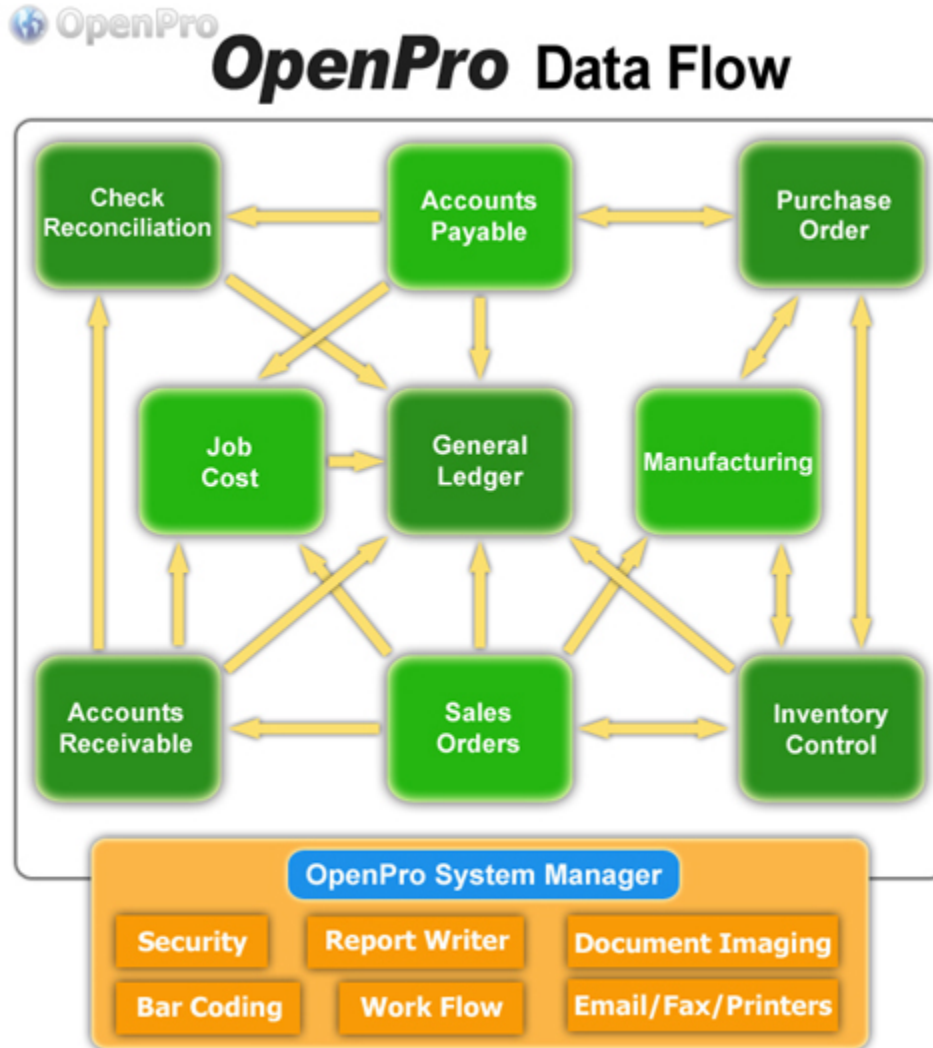 OpenPro
OpenPro Data Flow
Check
Reconciliation
Accounts
Payable
Purchase
Order
Job
Cost
General
Ledger
Manufacturing
Accounts
Receivable
Sales
Orders
Inventory
Control
OpenPro System Manager
Security
Report Writer
Document Imaging
Bar Coding
Work Flow
Email/Fax/Printers